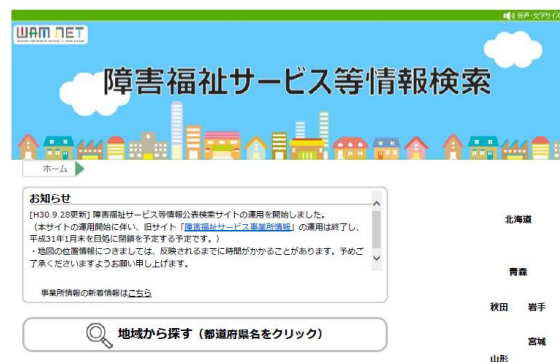 音声・文字サイズ
WAM NET
障害福祉サービス等情報検索
ホーム
お知らせ
[H30.9.28更新] 障害福祉サービス等情報公表検索サイトの運用を開始しました。
（本サイトの運用開始に伴い、旧サイト「障害福祉サービス事業所情報」の運用は終了し、
平成31年1月末を目処に閉鎖を予定する予定です。）
・地図の位置情報につきましては、反映されるまでに時間がかかることがあります。予めご
了承くださいますようお願い申し上げます。
事業所情報の新着情報はこちら
地域から探す（都道府県名をクリック）
北海道
青森
秋田 岩手
宮城
山形